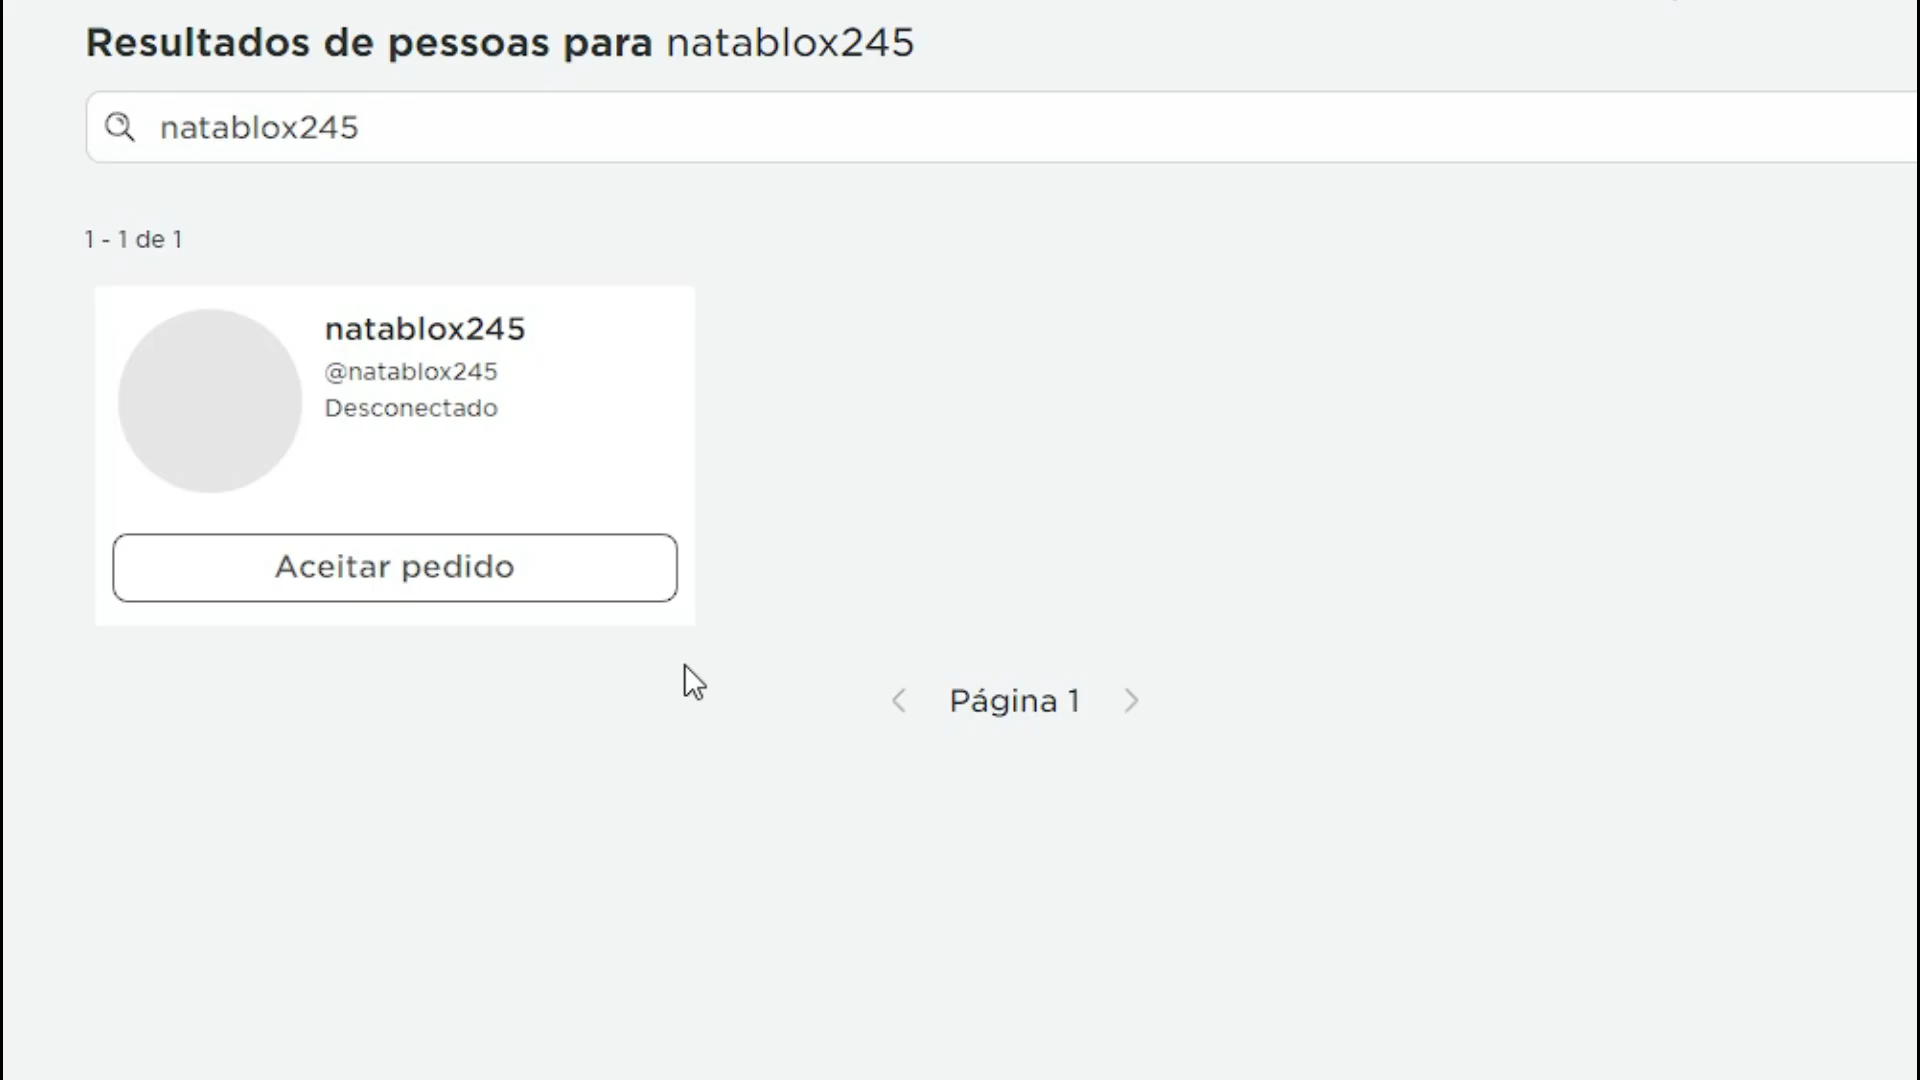 Resultados de pessoas para natablox245
natablox245
1 - 1 de 1
natablox245
@natablox245
Desconectado
Aceitar pedido
Página 1